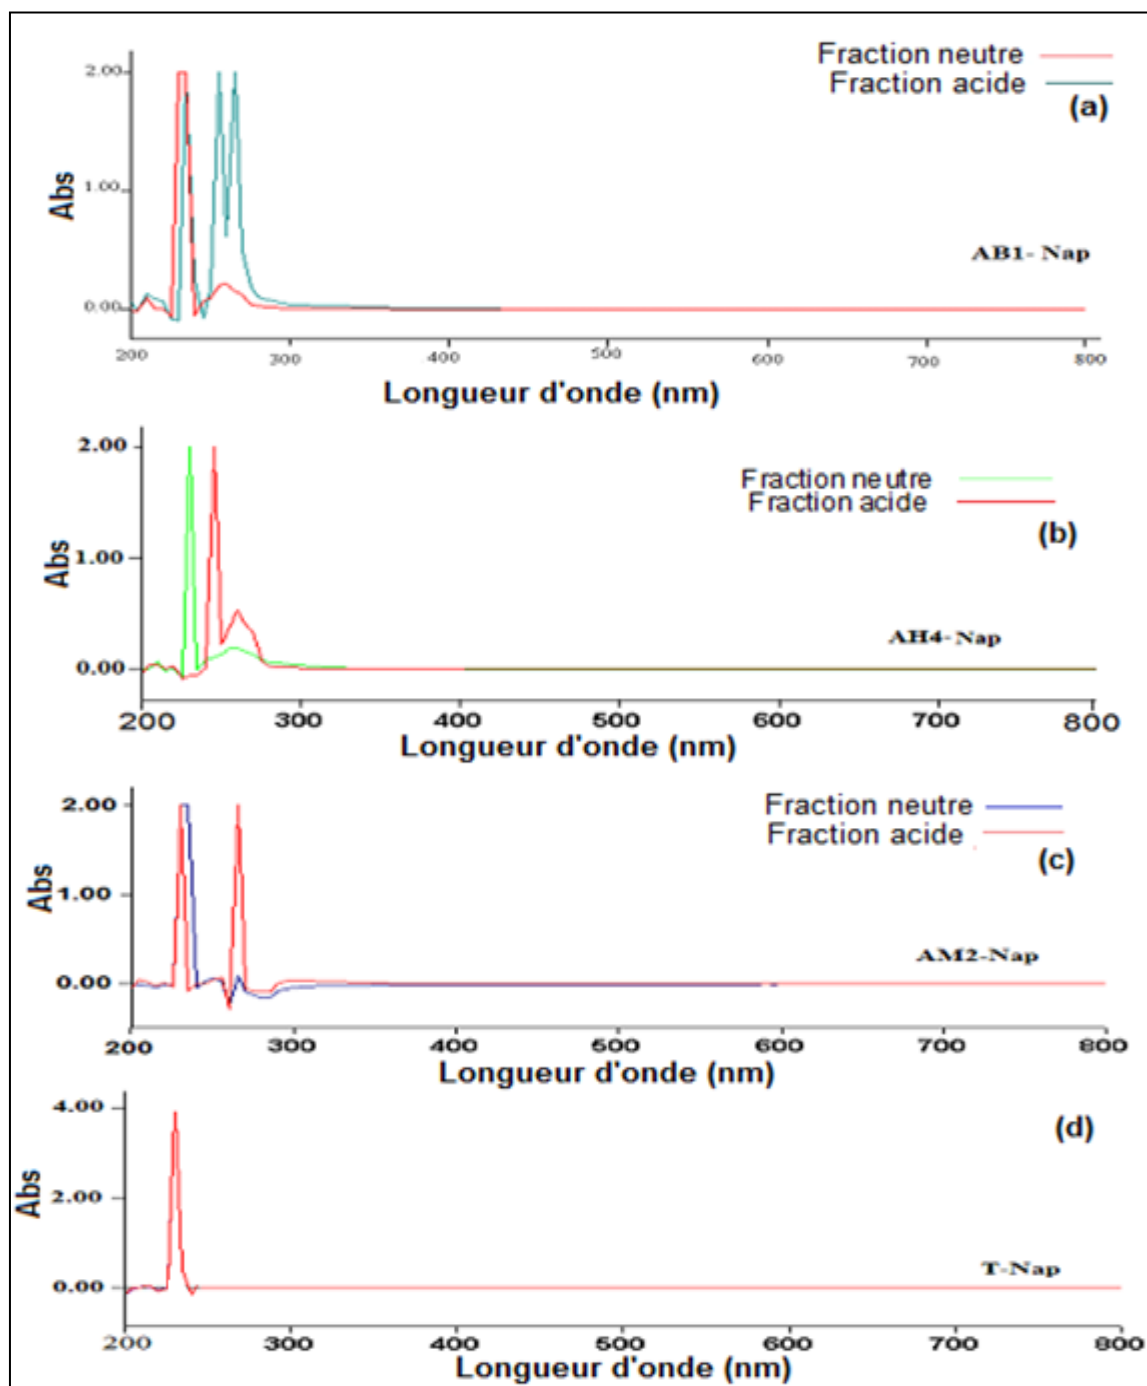 Fraction neutre
Fraction acide
(a)
2.00
1.00
0.00
Abs
AB1- Nap
200 300 400 500 600 700 800
Longueur d'onde (nm)
2.00
1.00
0.00
Abs
Fraction neutre
Fraction acide
(b)
AH4-Nap
200 300 400 500 600 700 800
Longueur d'onde (nm)
2.00
1.00
0.00
Abs
Fraction neutre
Fraction acide
(c)
AM2-Nap
200 300 400 500 600 700 800
Longueur d'onde (nm)
4.00
2.00
0.00
Abs
(d)
T-Nap
200 300 400 500 600 700 800
Longueur d'onde (nm)